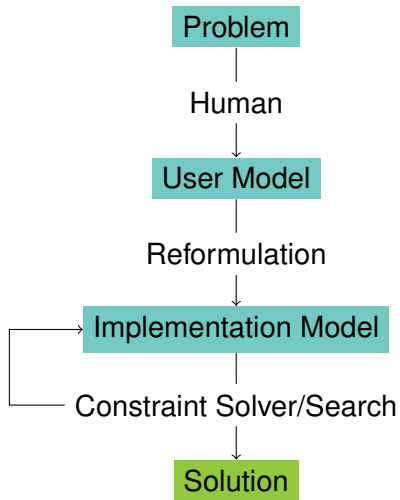 Problem
Human
User Model
Reformulation
Implementation Model
Constraint Solver/Search
Solution